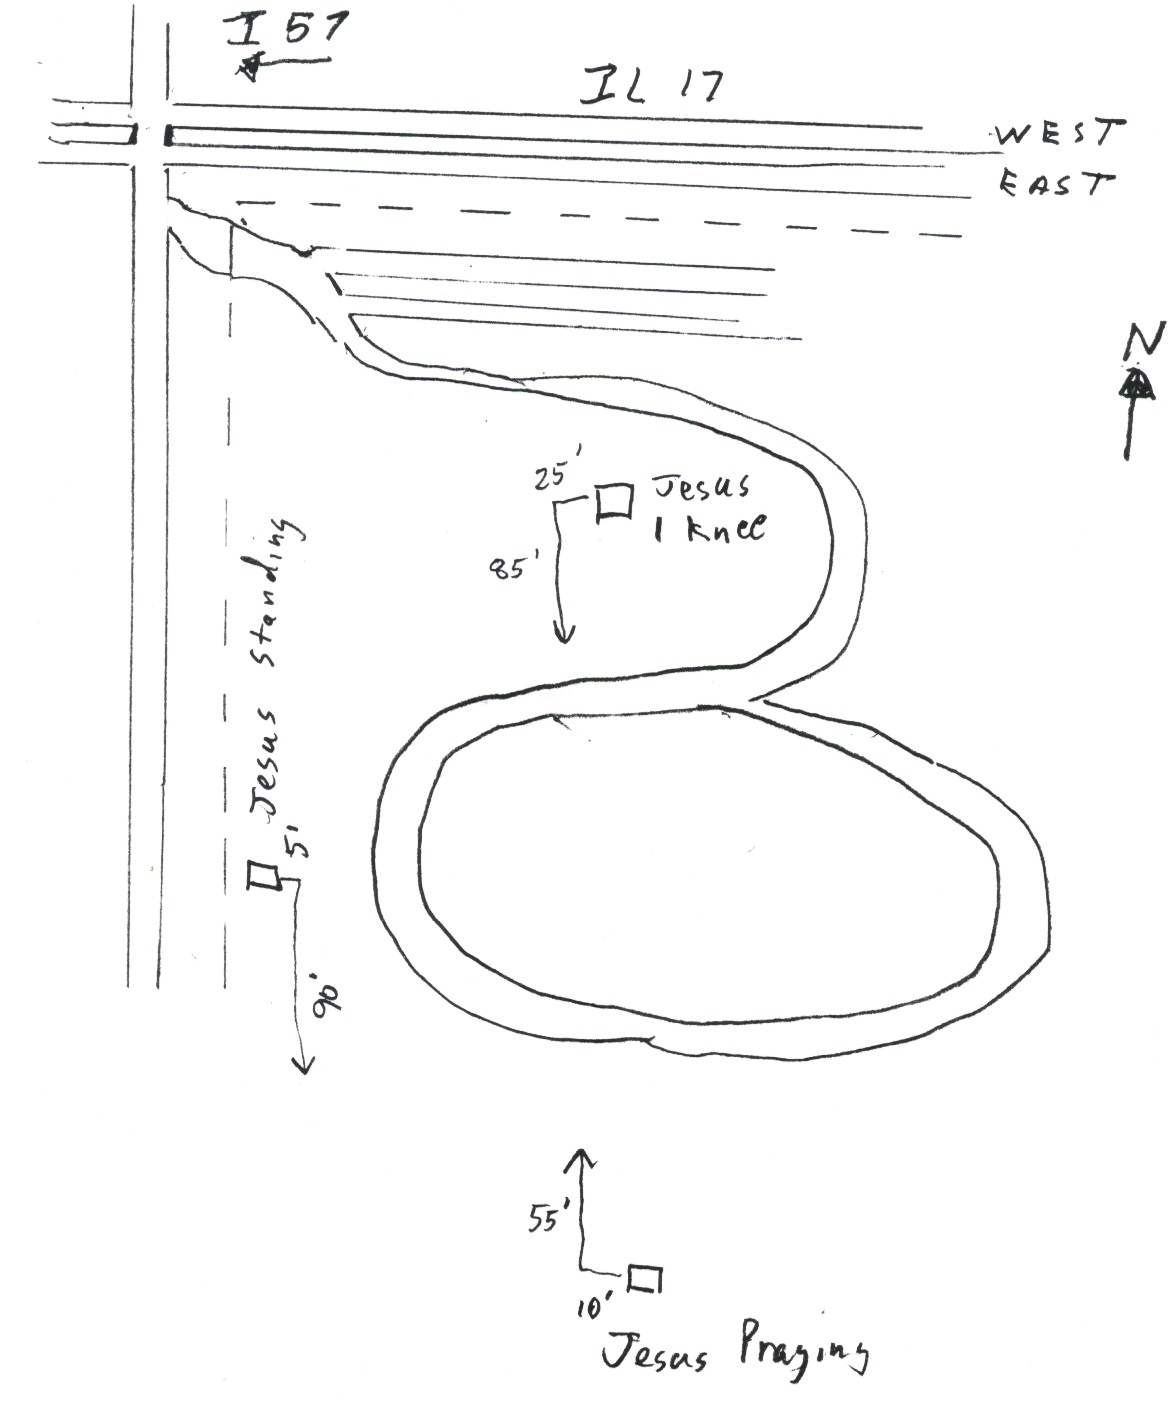 I 57
IL 17
WEST
EAST
N
25'
Jesus
1 Knee
85'
Jesus Standing
5'
90'
55'
10'
Jesus Praying